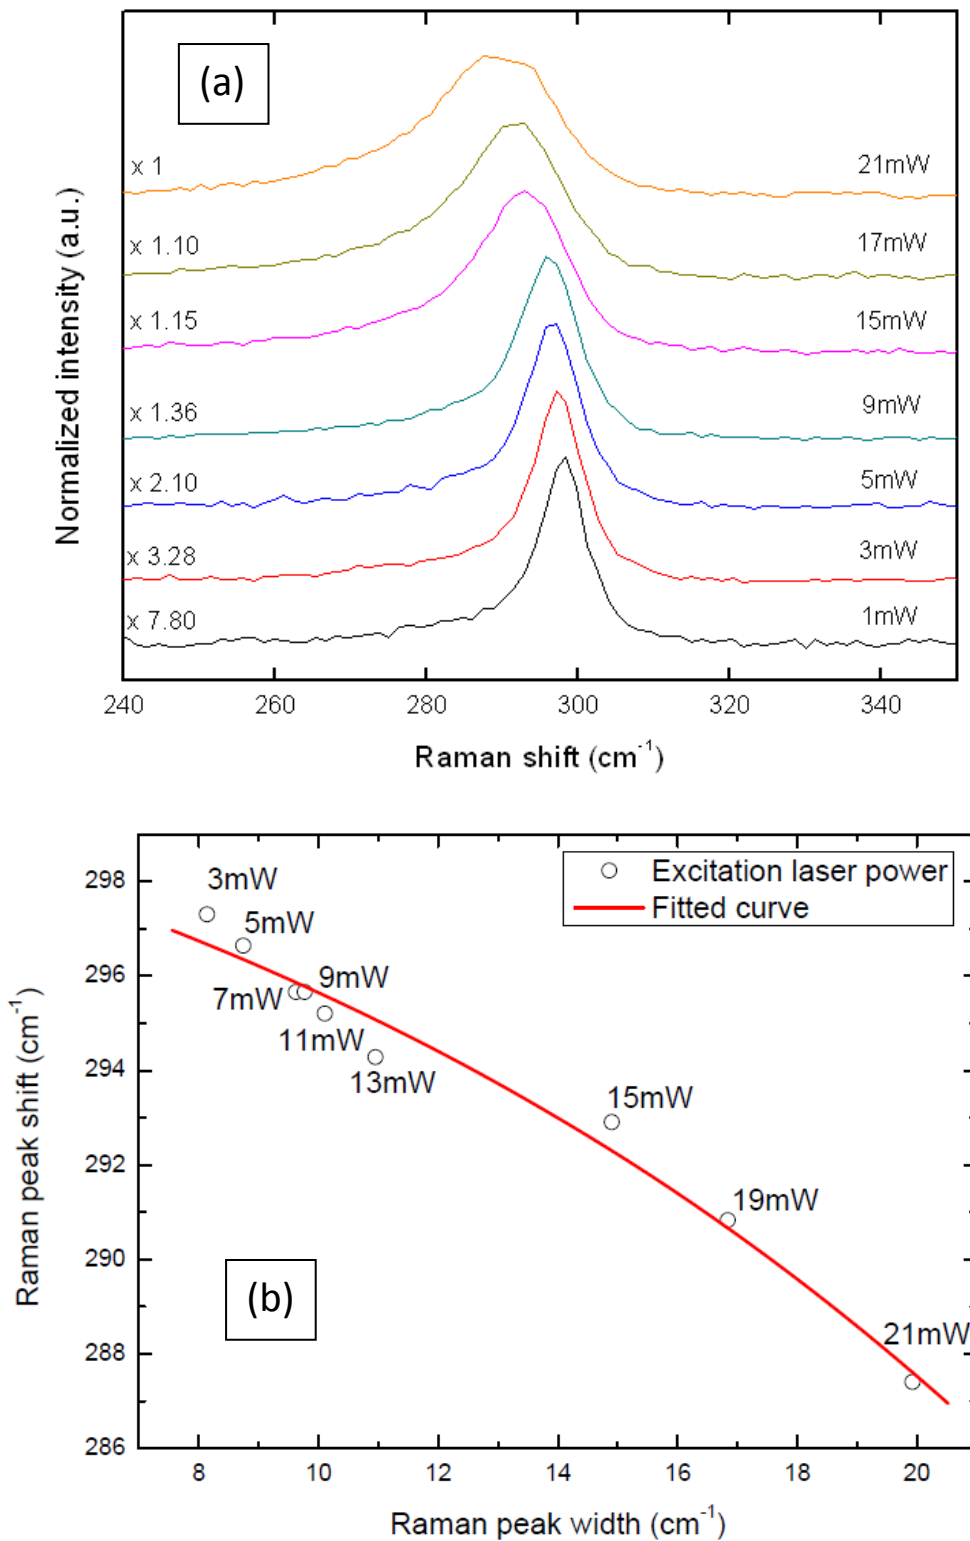 (a)
x 1 21mW
x 1.10 17mW
x 1.15 15mW
x 1.36 9mW
x 2.10 5mW
x 3.28 3mW
x 7.80 1mW
Normalized intensity (a.u.)
240 260 280 300 320 340
Raman shift (cm⁻¹)
Excitation laser power
Fitted curve
298
296
294
292
290
288
286
3mW
5mW
7mW
9mW
11mW
13mW
15mW
19mW
21mW
(b)
Raman peak shift (cm⁻¹)
8 10 12 14 16 18 20
Raman peak width (cm⁻¹)